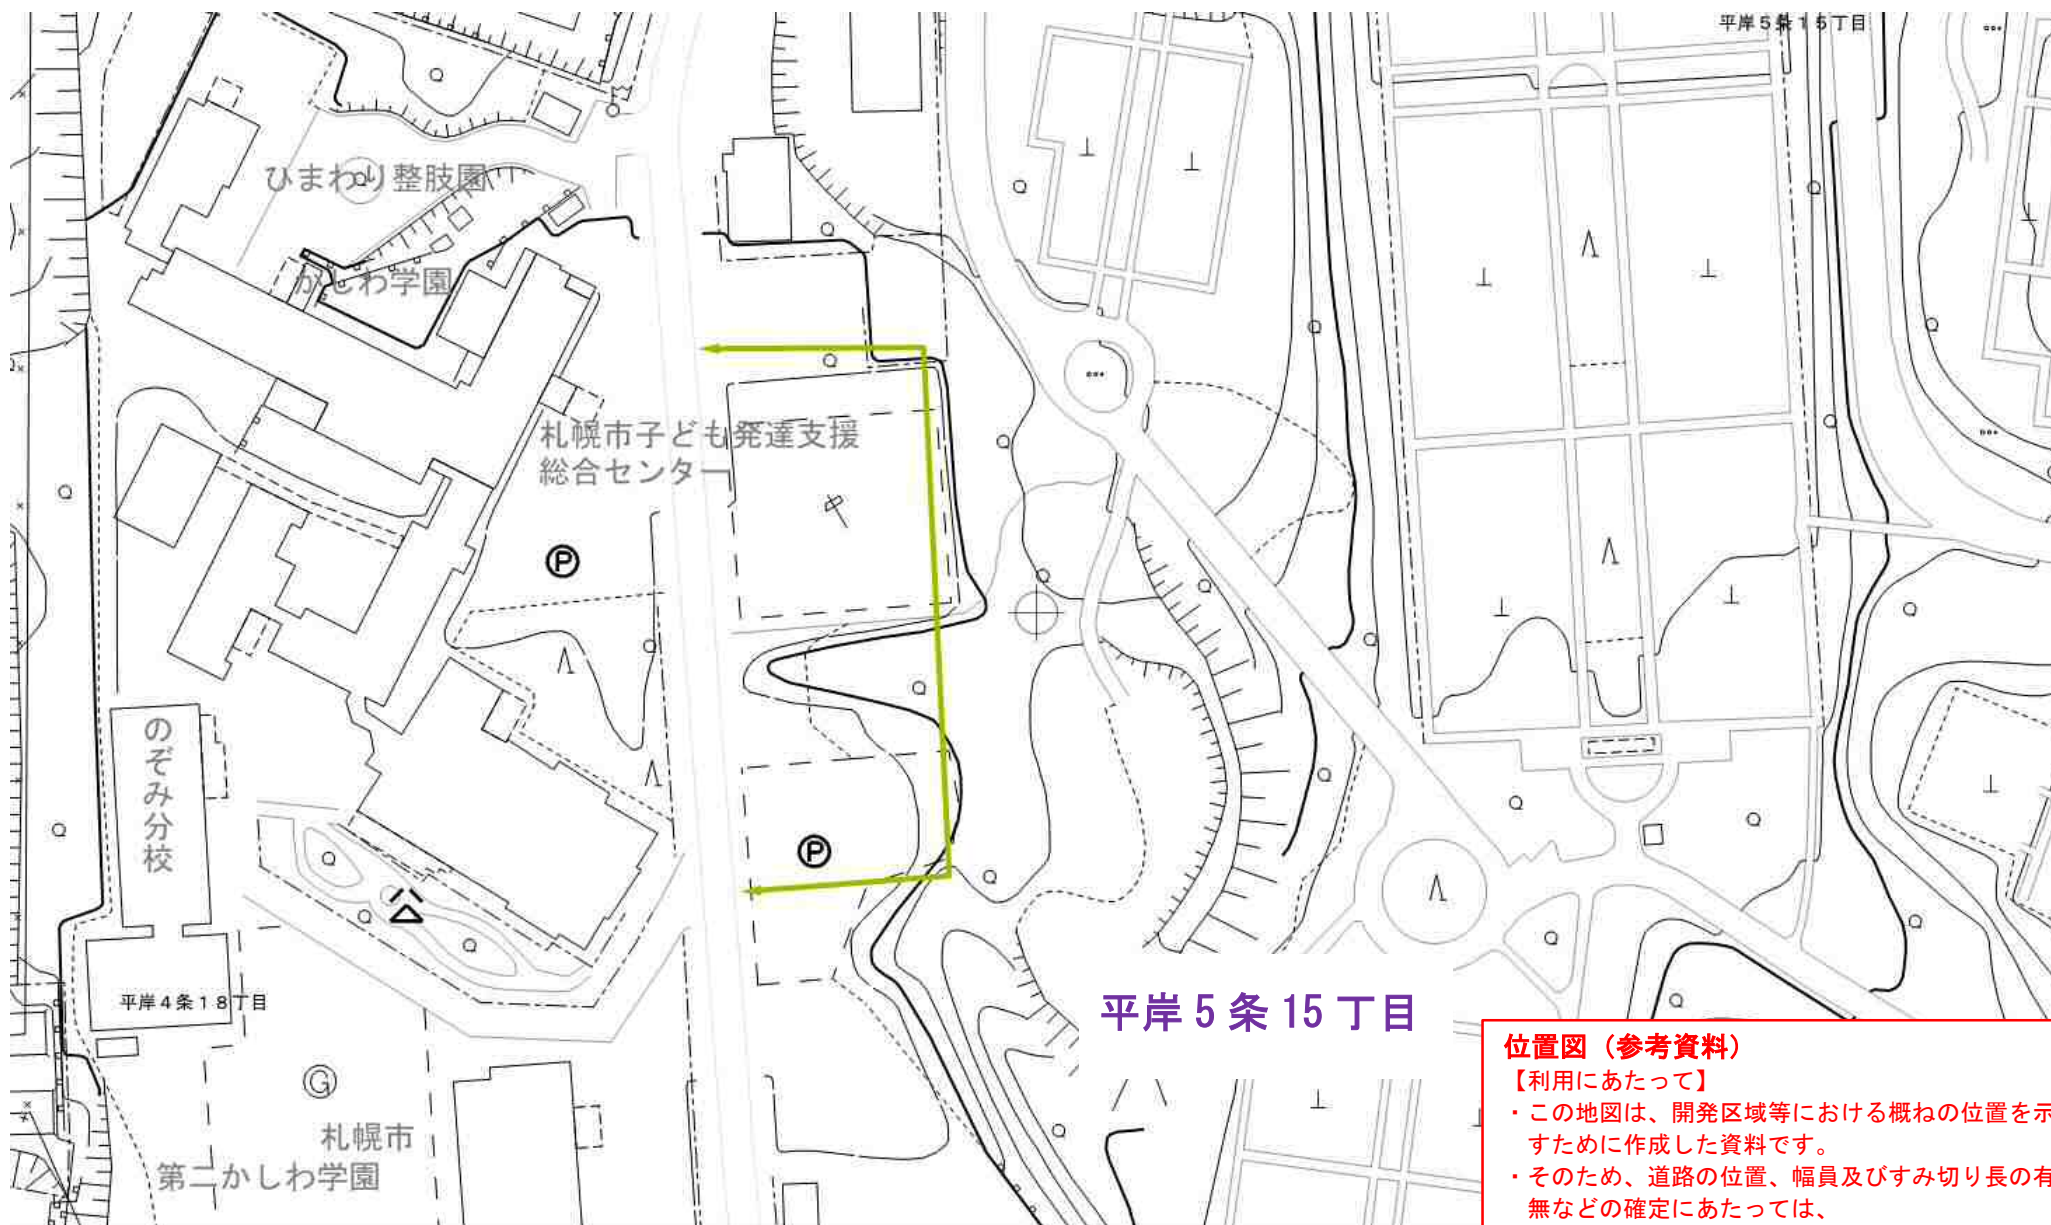 平岸5条15丁目
ひまわり整肢園
かしわ学園
札幌市子ども発達支援
総合センター
P
のぞみ分校
P
平岸4条18丁目
平岸5条15丁目
G
札幌市
第二かしわ学園
位置図（参考資料）
【利用にあたって】
・この地図は、開発区域等における概ねの位置を示
すために作成した資料です。
・そのため、道路の位置、幅員及びすみ切り長の有
無などの確定にあたっては、